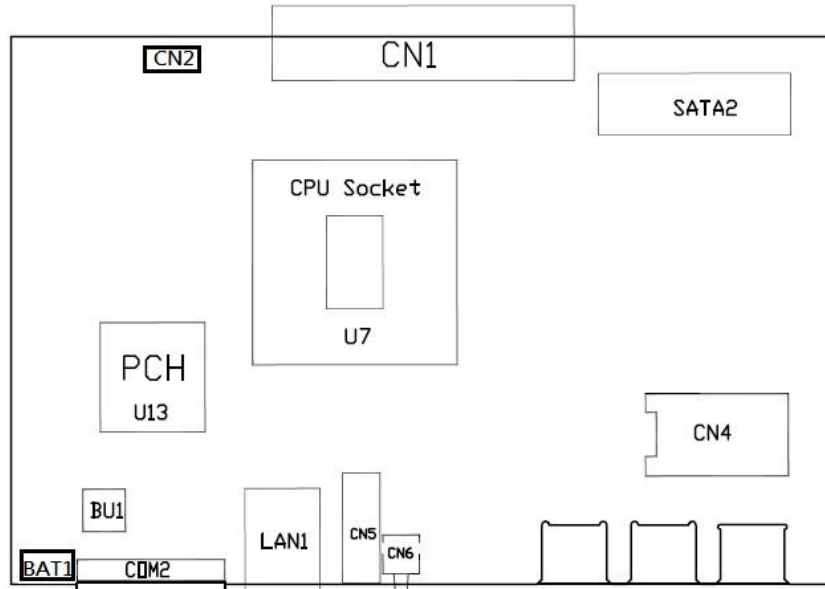 CN2
CN1
SATA2
CPU Socket
U7
PCH
U13
CN4
BU1
LAN1
CN5
CN6
BAT1
COM2